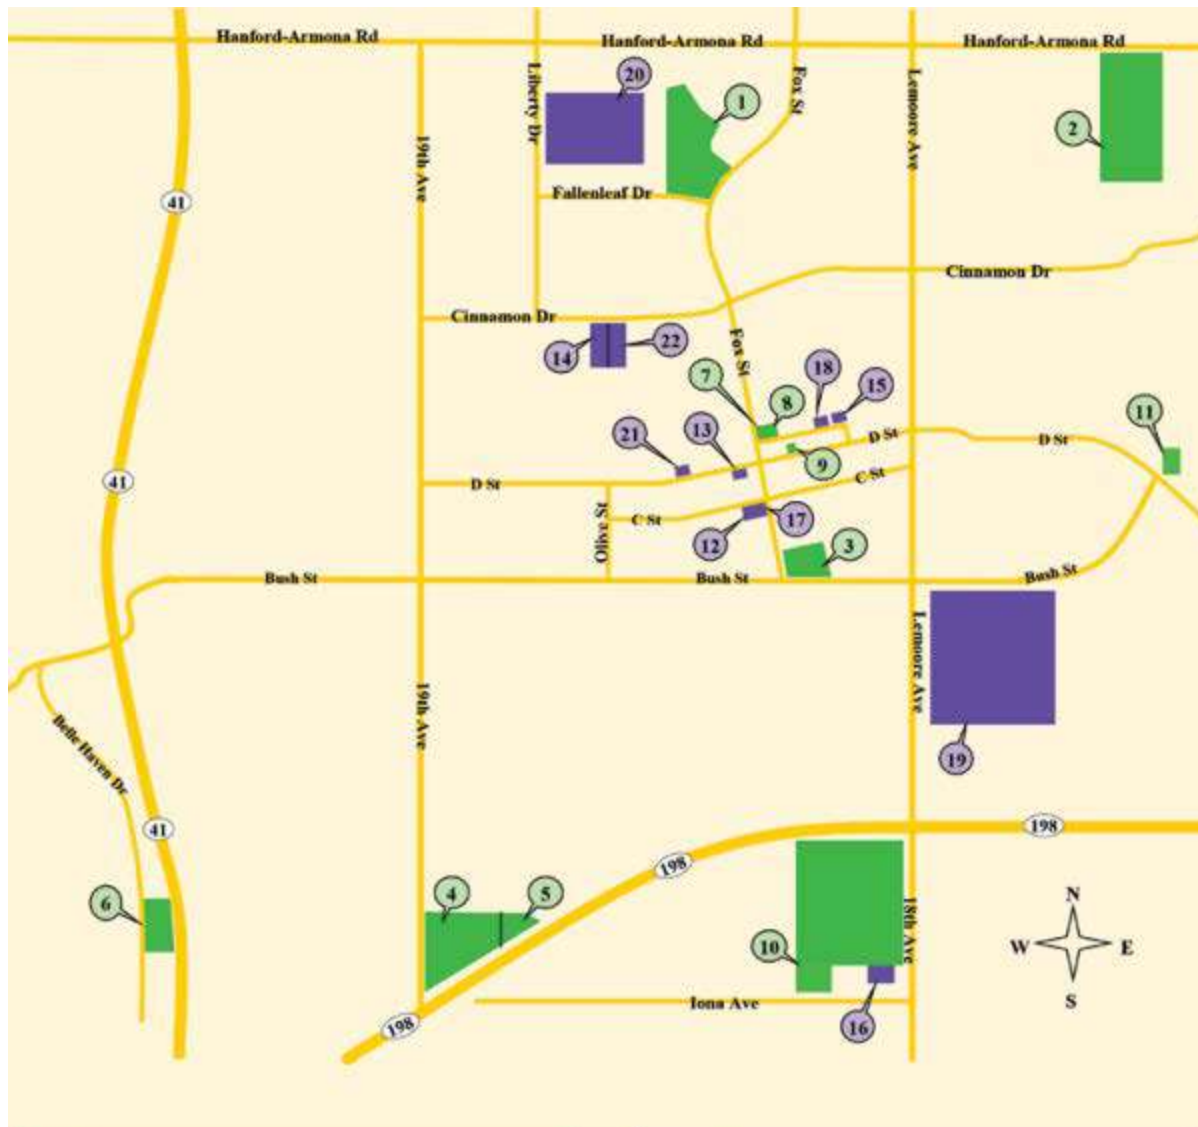 Hanford-Armona Rd
Hanford-Armona Rd
Hanford-Armona Rd
Liberty Dr
20
1
Fox St
Lemoore Ave
2
19th Ave
41
Fallenleaf Dr
Cinnamon Dr
Cinnamon Dr
14
22
Fox St
7
8
18
15
11
21
13
9
D St
D St
41
D St
C St
Olive St
C St
12
17
3
Bush St
Bush St
Bush St
Lemoore Ave
19th Ave
Belle Haven Dr
19
41
198
198
6
4
5
10
18th Ave
N
W
E
S
Iona Ave
198
16